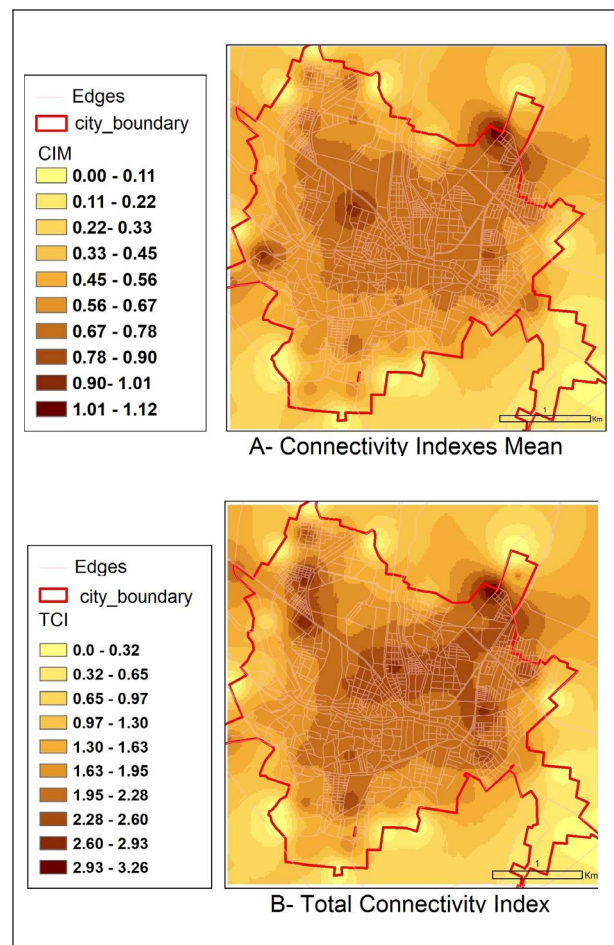 Edges
city_boundary
CIM
0.00 - 0.11
0.11 - 0.22
0.22- 0.33
0.33 - 0.45
0.45 - 0.56
0.56 - 0.67
0.67 - 0.78
0.78 - 0.90
0.90- 1.01
1.01 - 1.12
1
Km
A- Connectivity Indexes Mean
Edges
city_boundary
TCI
0.0 - 0.32
0.32 - 0.65
0.65 - 0.97
0.97 - 1.30
1.30 - 1.63
1.63 - 1.95
1.95 - 2.28
2.28 - 2.60
2.60 - 2.93
2.93 - 3.26
1
Km
B- Total Connectivity Index